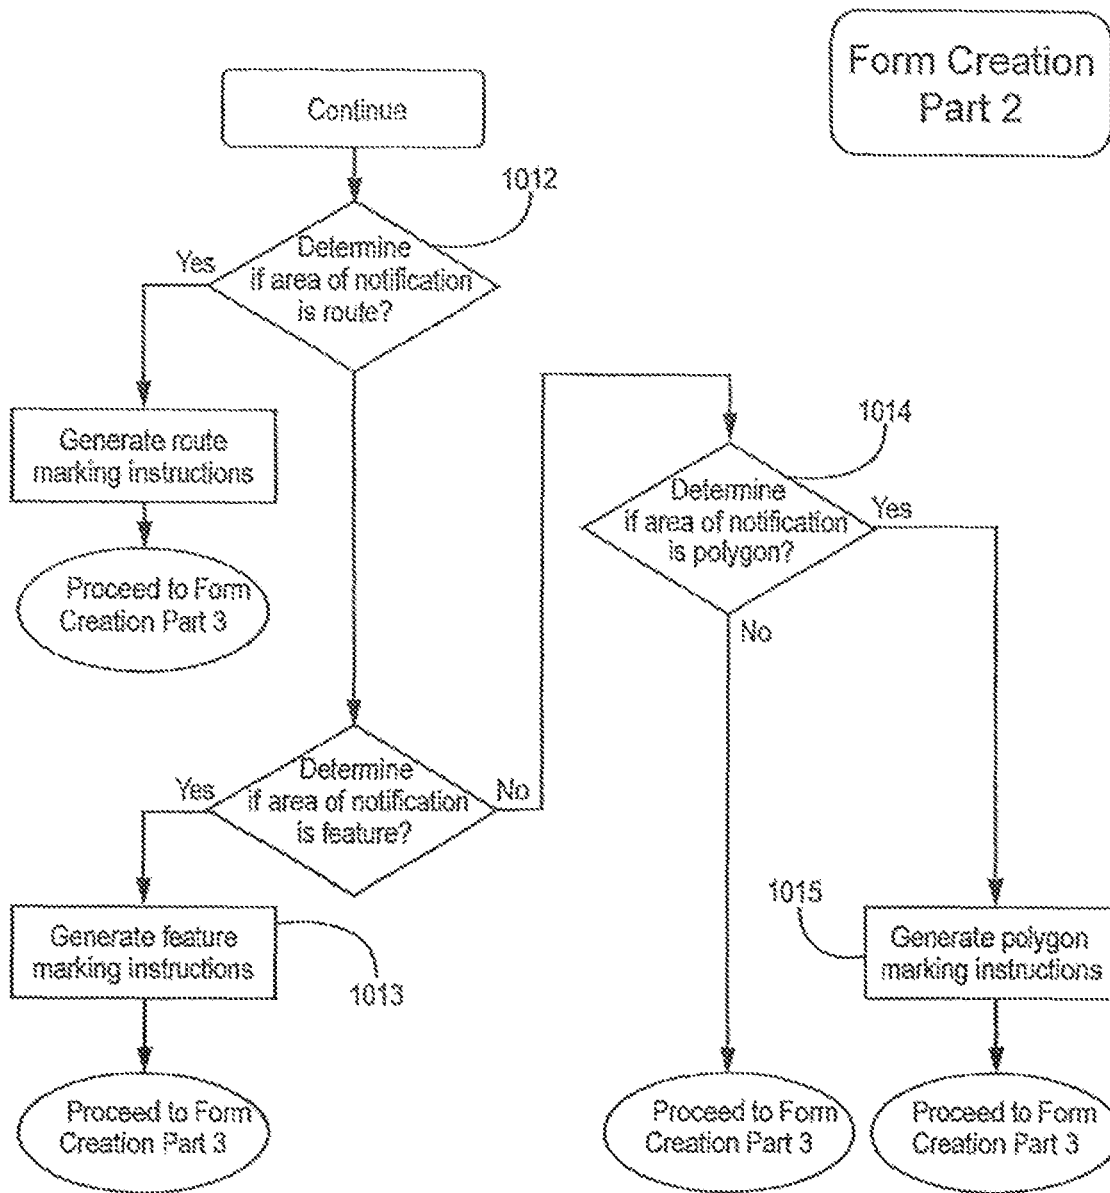 Form Creation
Part 2
Continue
1012
Determine
if area of notification
is route?
Yes
Generate route
marking instructions
Proceed to Form
Creation Part 3
1014
Determine
if area of notification
is polygon?
Yes
No
Determine
if area of notification
is feature?
Yes
No
Generate feature
marking instructions
1013
1015
Generate polygon
marking instructions
Proceed to Form
Creation Part 3
Proceed to Form
Creation Part 3
Proceed to Form
Creation Part 3